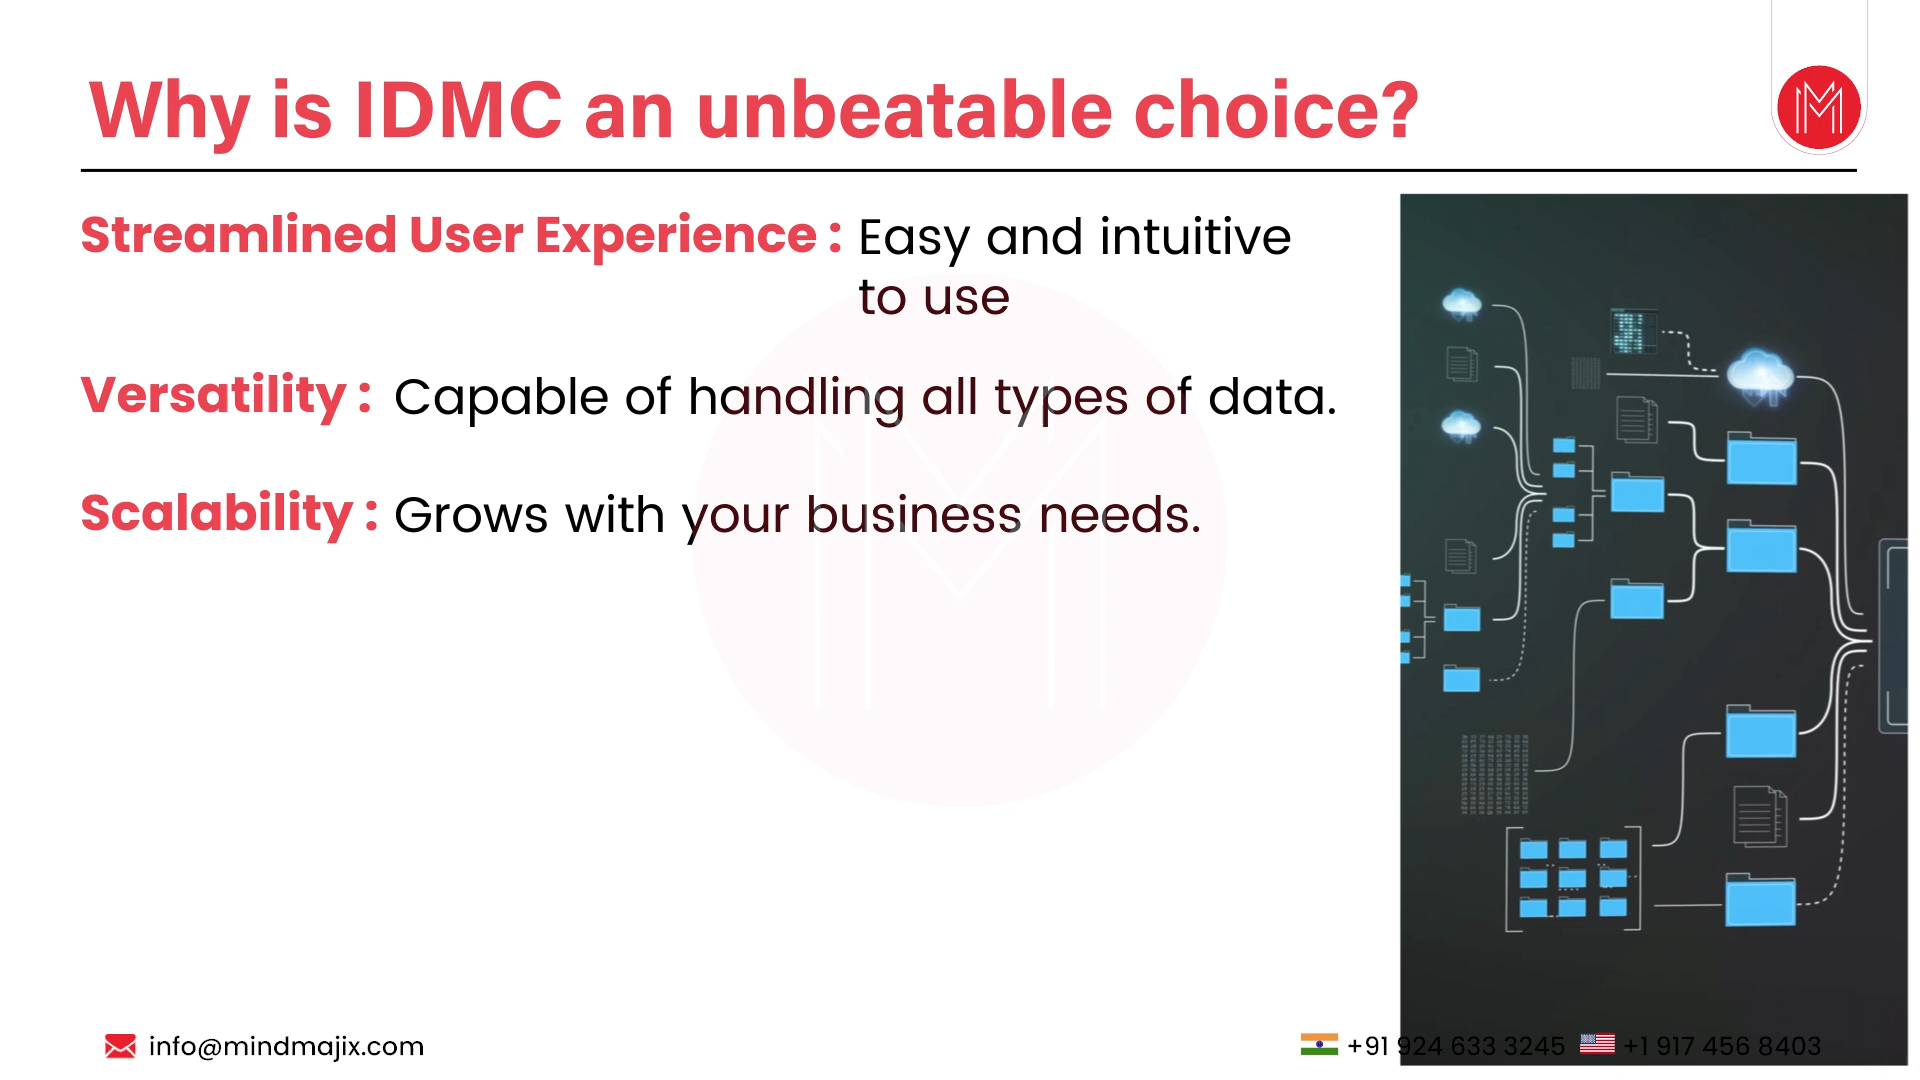 Why is IDMC an unbeatable choice?
Streamlined User Experience : Easy and intuitive
to use
Versatility : Capable of handling all types of data.
Scalability : Grows with your business needs.
info@mindmajix.com
+91 924 633 3245 +1 917 456 8403